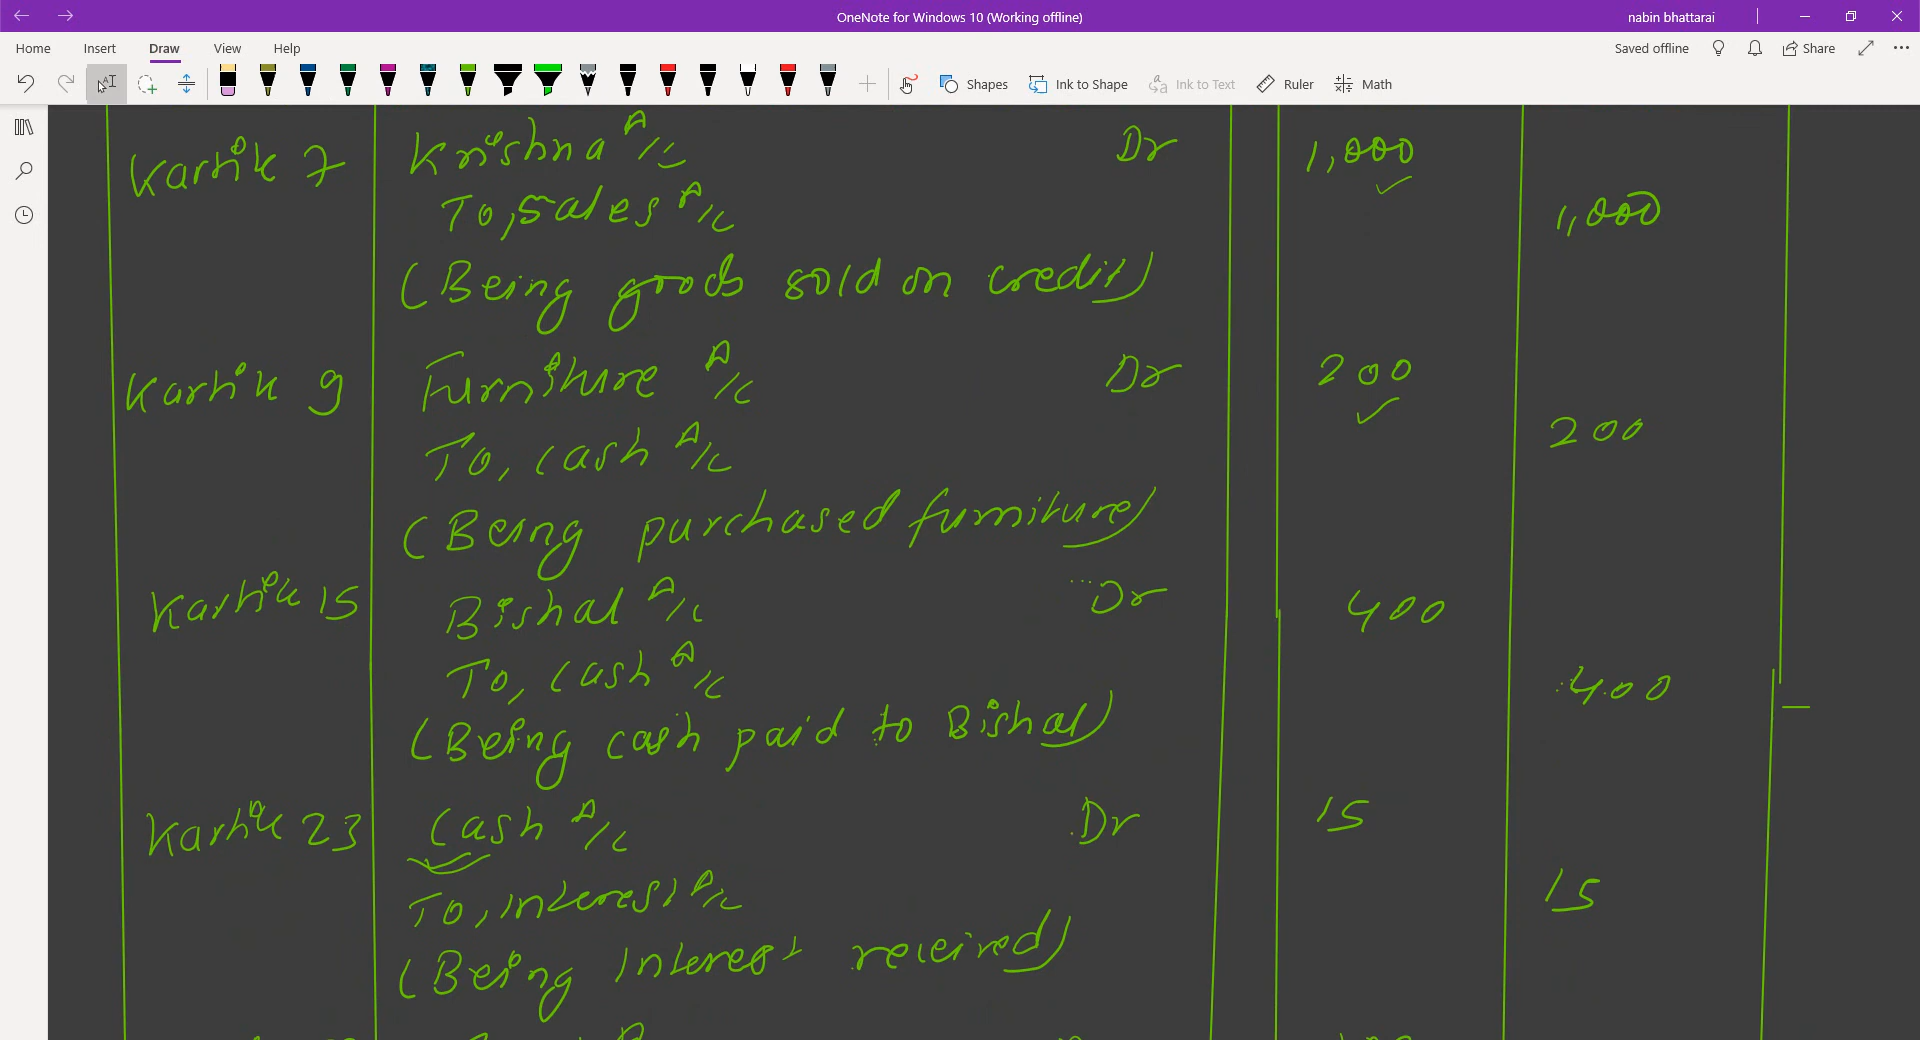 OneNote for Windows 10 (Working offline)
nabin bhattarai
Home Insert Draw View Help
Saved offline Share
Shapes Ink to Shape Ink to Text Ruler Math
Kartik 7 Krishna A/c Dr 1,000
To, Sales A/c 1,000
(Being goods sold on credit)
Kartik 9 Furniture A/c Dr 200
To, cash A/c 200
(Being purchased furniture)
Kartik 15 Bishal A/c Dr 400
To, cash A/c 400
(Being cash paid to Bishal)
Kartik 23 Cash A/c Dr 15
To, interest A/c 15
(Being Interest received)